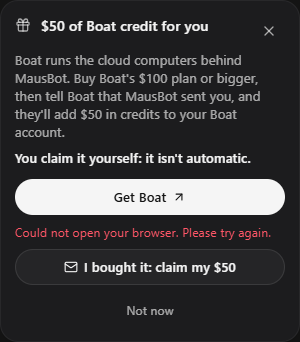 $50 of Boat credit for you
Boat runs the cloud computers behind
MausBot. Buy Boat's $100 plan or bigger,
then tell Boat that MausBot sent you, and
they'll add $50 in credits to your Boat
account.
You claim it yourself: it isn't automatic.
Get Boat
Could not open your browser. Please try again.
I bought it: claim my $50
Not now